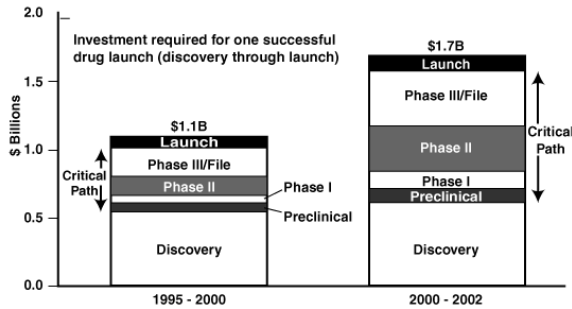 2.0
Investment required for one successful
drug launch (discovery through launch)
$1.7B
Launch
1.5
Phase III/File
$1.1B
Launch
Critical
Path
Phase II
1.0
Phase III/File
Critical
Path
Phase II
Phase I
Phase I
Preclinical
Preclinical
0.5
Discovery
Discovery
0.0
$ Billions
1995 - 2000
2000 - 2002